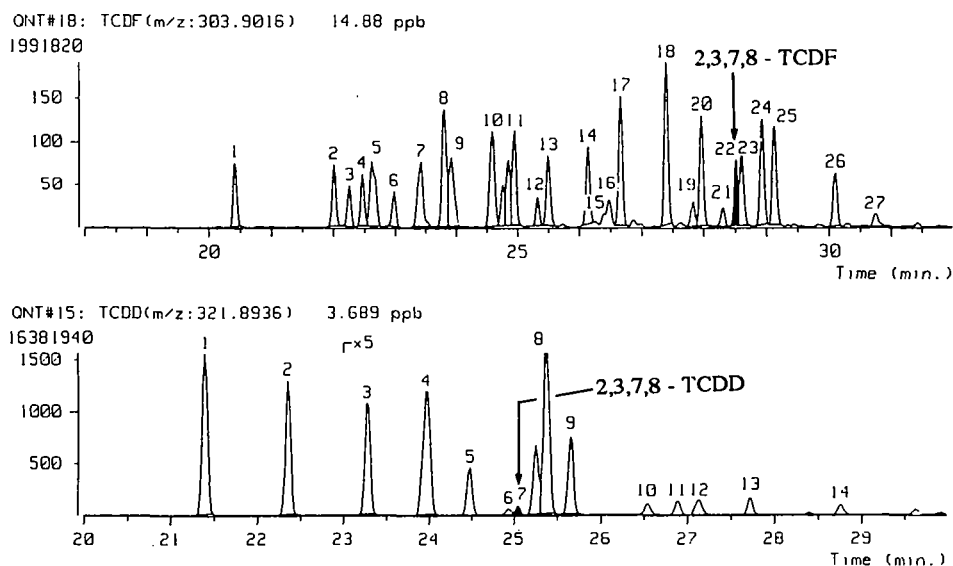 QNT#18: TCDF(m/z:303.9016) 14.88 ppb
1991820
150
100
50
1 2 3 4 5 6 7 8 9 10 11 12 13 14 15 16 17 18 19 20 21 22 23 24 25 26 27
2,3,7,8 - TCDF
20 25 30
Time (min.)
QNT#15: TCDD(m/z:321.8936) 3.689 ppb
16381940
1500
1000
500
×5
1 2 3 4 5 6 7 8 9 10 11 12 13 14
2,3,7,8 - TCDD
20 21 22 23 24 25 26 27 28 29
Time (min.)